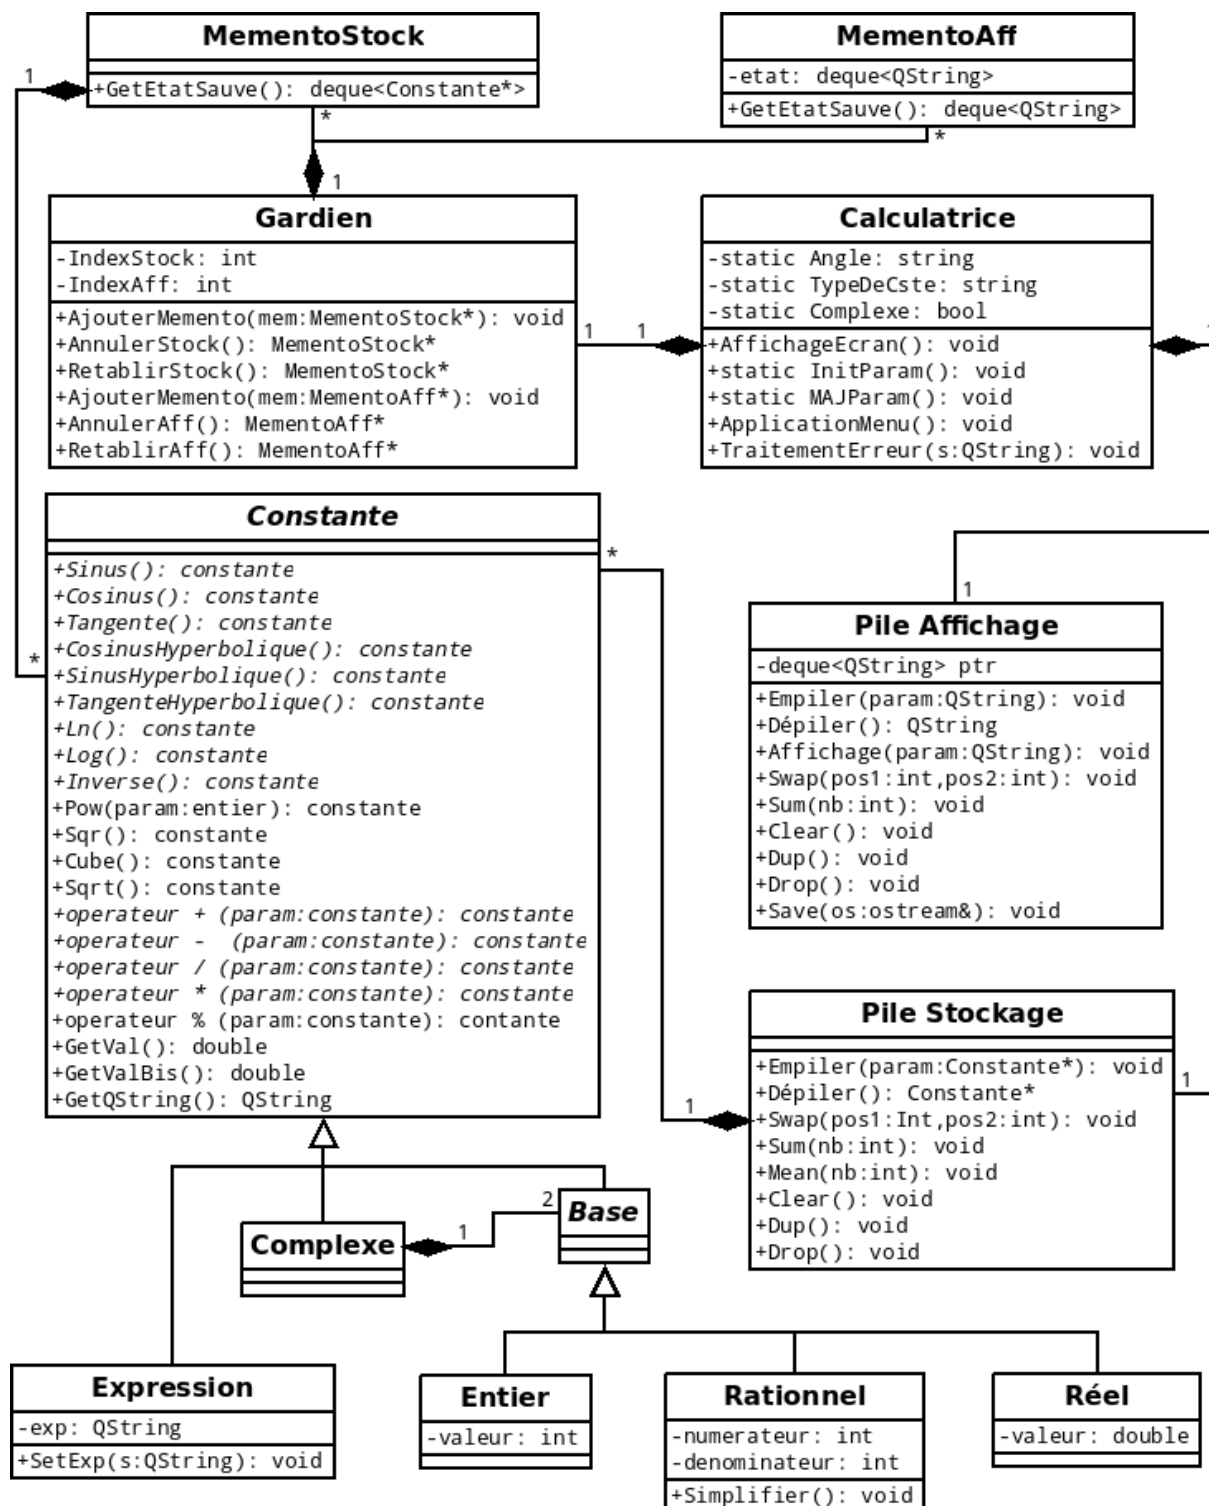 MementoStock
+GetEtatSauve(): deque<Constante*>
MementoAff
-etat: deque<QString>
+GetEtatSauve(): deque<QString>
1
*
*
1
Gardien
-IndexStock: int
-IndexAff: int
+AjouterMemento(mem:MementoStock*): void
+AnnulerStock(): MementoStock*
+RetablirStock(): MementoStock*
+AjouterMemento(mem:MementoAff*): void
+AnnulerAff(): MementoAff*
+RetablirAff(): MementoAff*
1
1
Calculatrice
-static Angle: string
-static TypeDeCste: string
-static Complexe: bool
+AffichageEcran(): void
+static InitParam(): void
+static MAJParam(): void
+ApplicationMenu(): void
+TraitementErreur(s:QString): void
Constante
+Sinus(): constante
+Cosinus(): constante
+Tangente(): constante
+CosinusHyperbolique(): constante
+SinusHyperbolique(): constante
+TangenteHyperbolique(): constante
+Ln(): constante
+Log(): constante
+Inverse(): constante
+Pow(param:entier): constante
+Sqr(): constante
+Cube(): constante
+Sqrt(): constante
+operateur + (param:constante): constante
+operateur -  (param:constante): constante
+operateur / (param:constante): constante
+operateur * (param:constante): constante
+operateur % (param:constante): contante
+GetVal(): double
+GetValBis(): double
+GetQString(): QString
*
*
1
Pile Affichage
-deque<QString> ptr
+Empiler(param:QString): void
+Dépiler(): QString
+Affichage(param:QString): void
+Swap(pos1:int,pos2:int): void
+Sum(nb:int): void
+Clear(): void
+Dup(): void
+Drop(): void
+Save(os:ostream&): void
Pile Stockage
+Empiler(param:Constante*): void
+Dépiler(): Constante*
+Swap(pos1:Int,pos2:int): void
+Sum(nb:int): void
+Mean(nb:int): void
+Clear(): void
+Dup(): void
+Drop(): void
1
1
Complexe
1
2
Base
Expression
-exp: QString
+SetExp(s:QString): void
Entier
-valeur: int
Rationnel
-numerateur: int
-denominateur: int
+Simplifier(): void
Réel
-valeur: double